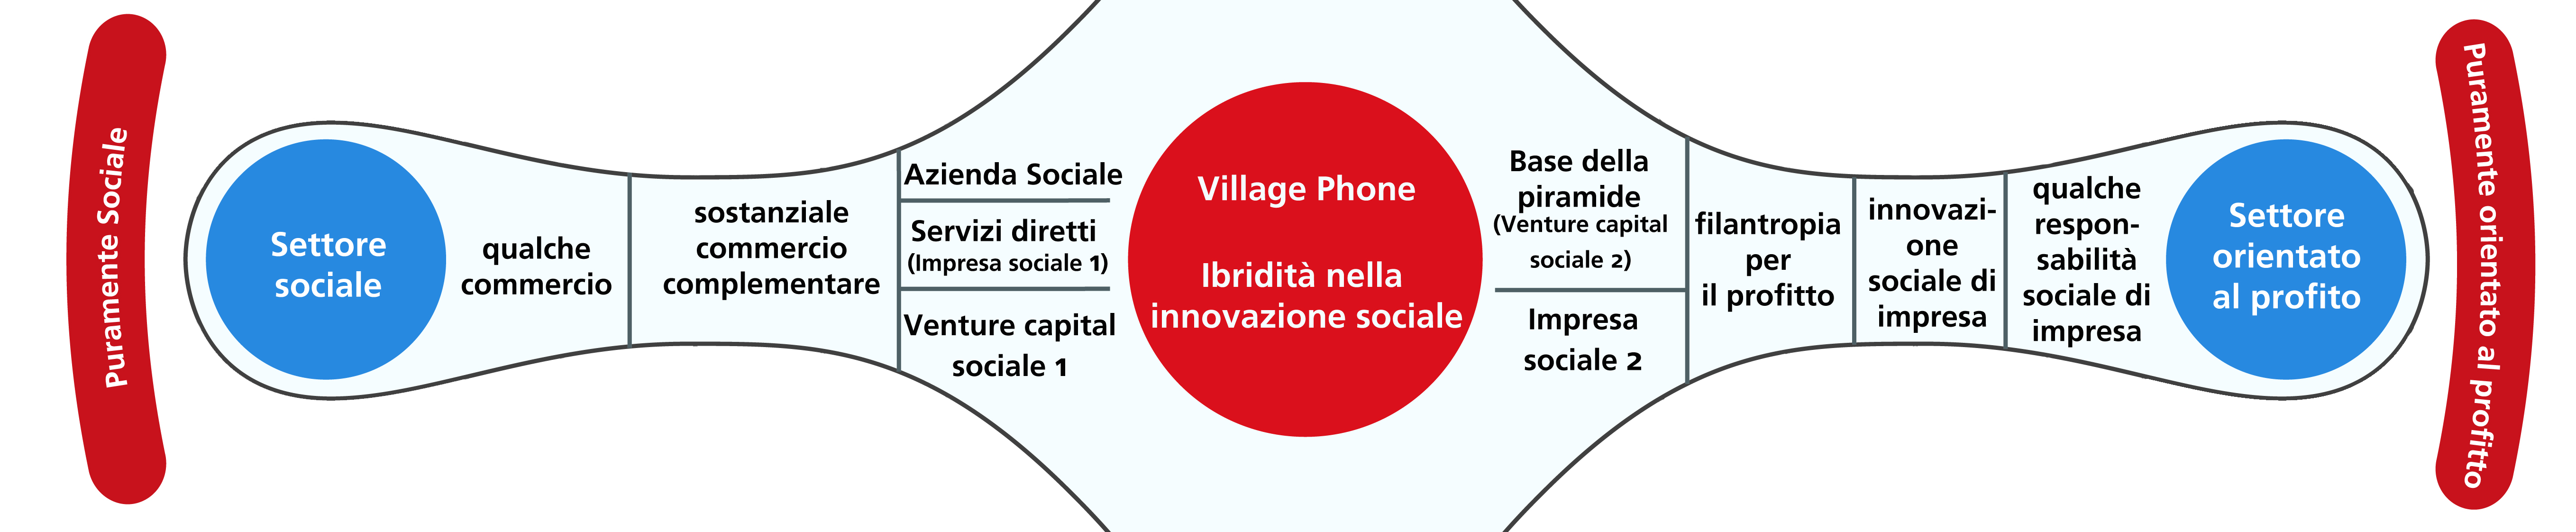 Puramente Sociale
Settore
sociale
qualche
commercio
sostanziale
commercio
complementare
Azienda Sociale
Servizi diretti
(Impresa sociale 1)
Venture capital
sociale 1
Village Phone
Ibridità nella
innovazione sociale
Base della
piramide
(Venture capital
sociale 2)
Impresa
sociale 2
filantropia
per
il profitto
innovazi-
one
sociale di
impresa
qualche
respon-
sabilità
sociale di
impresa
Settore
orientato
al profito
Puramente orientato al profitto